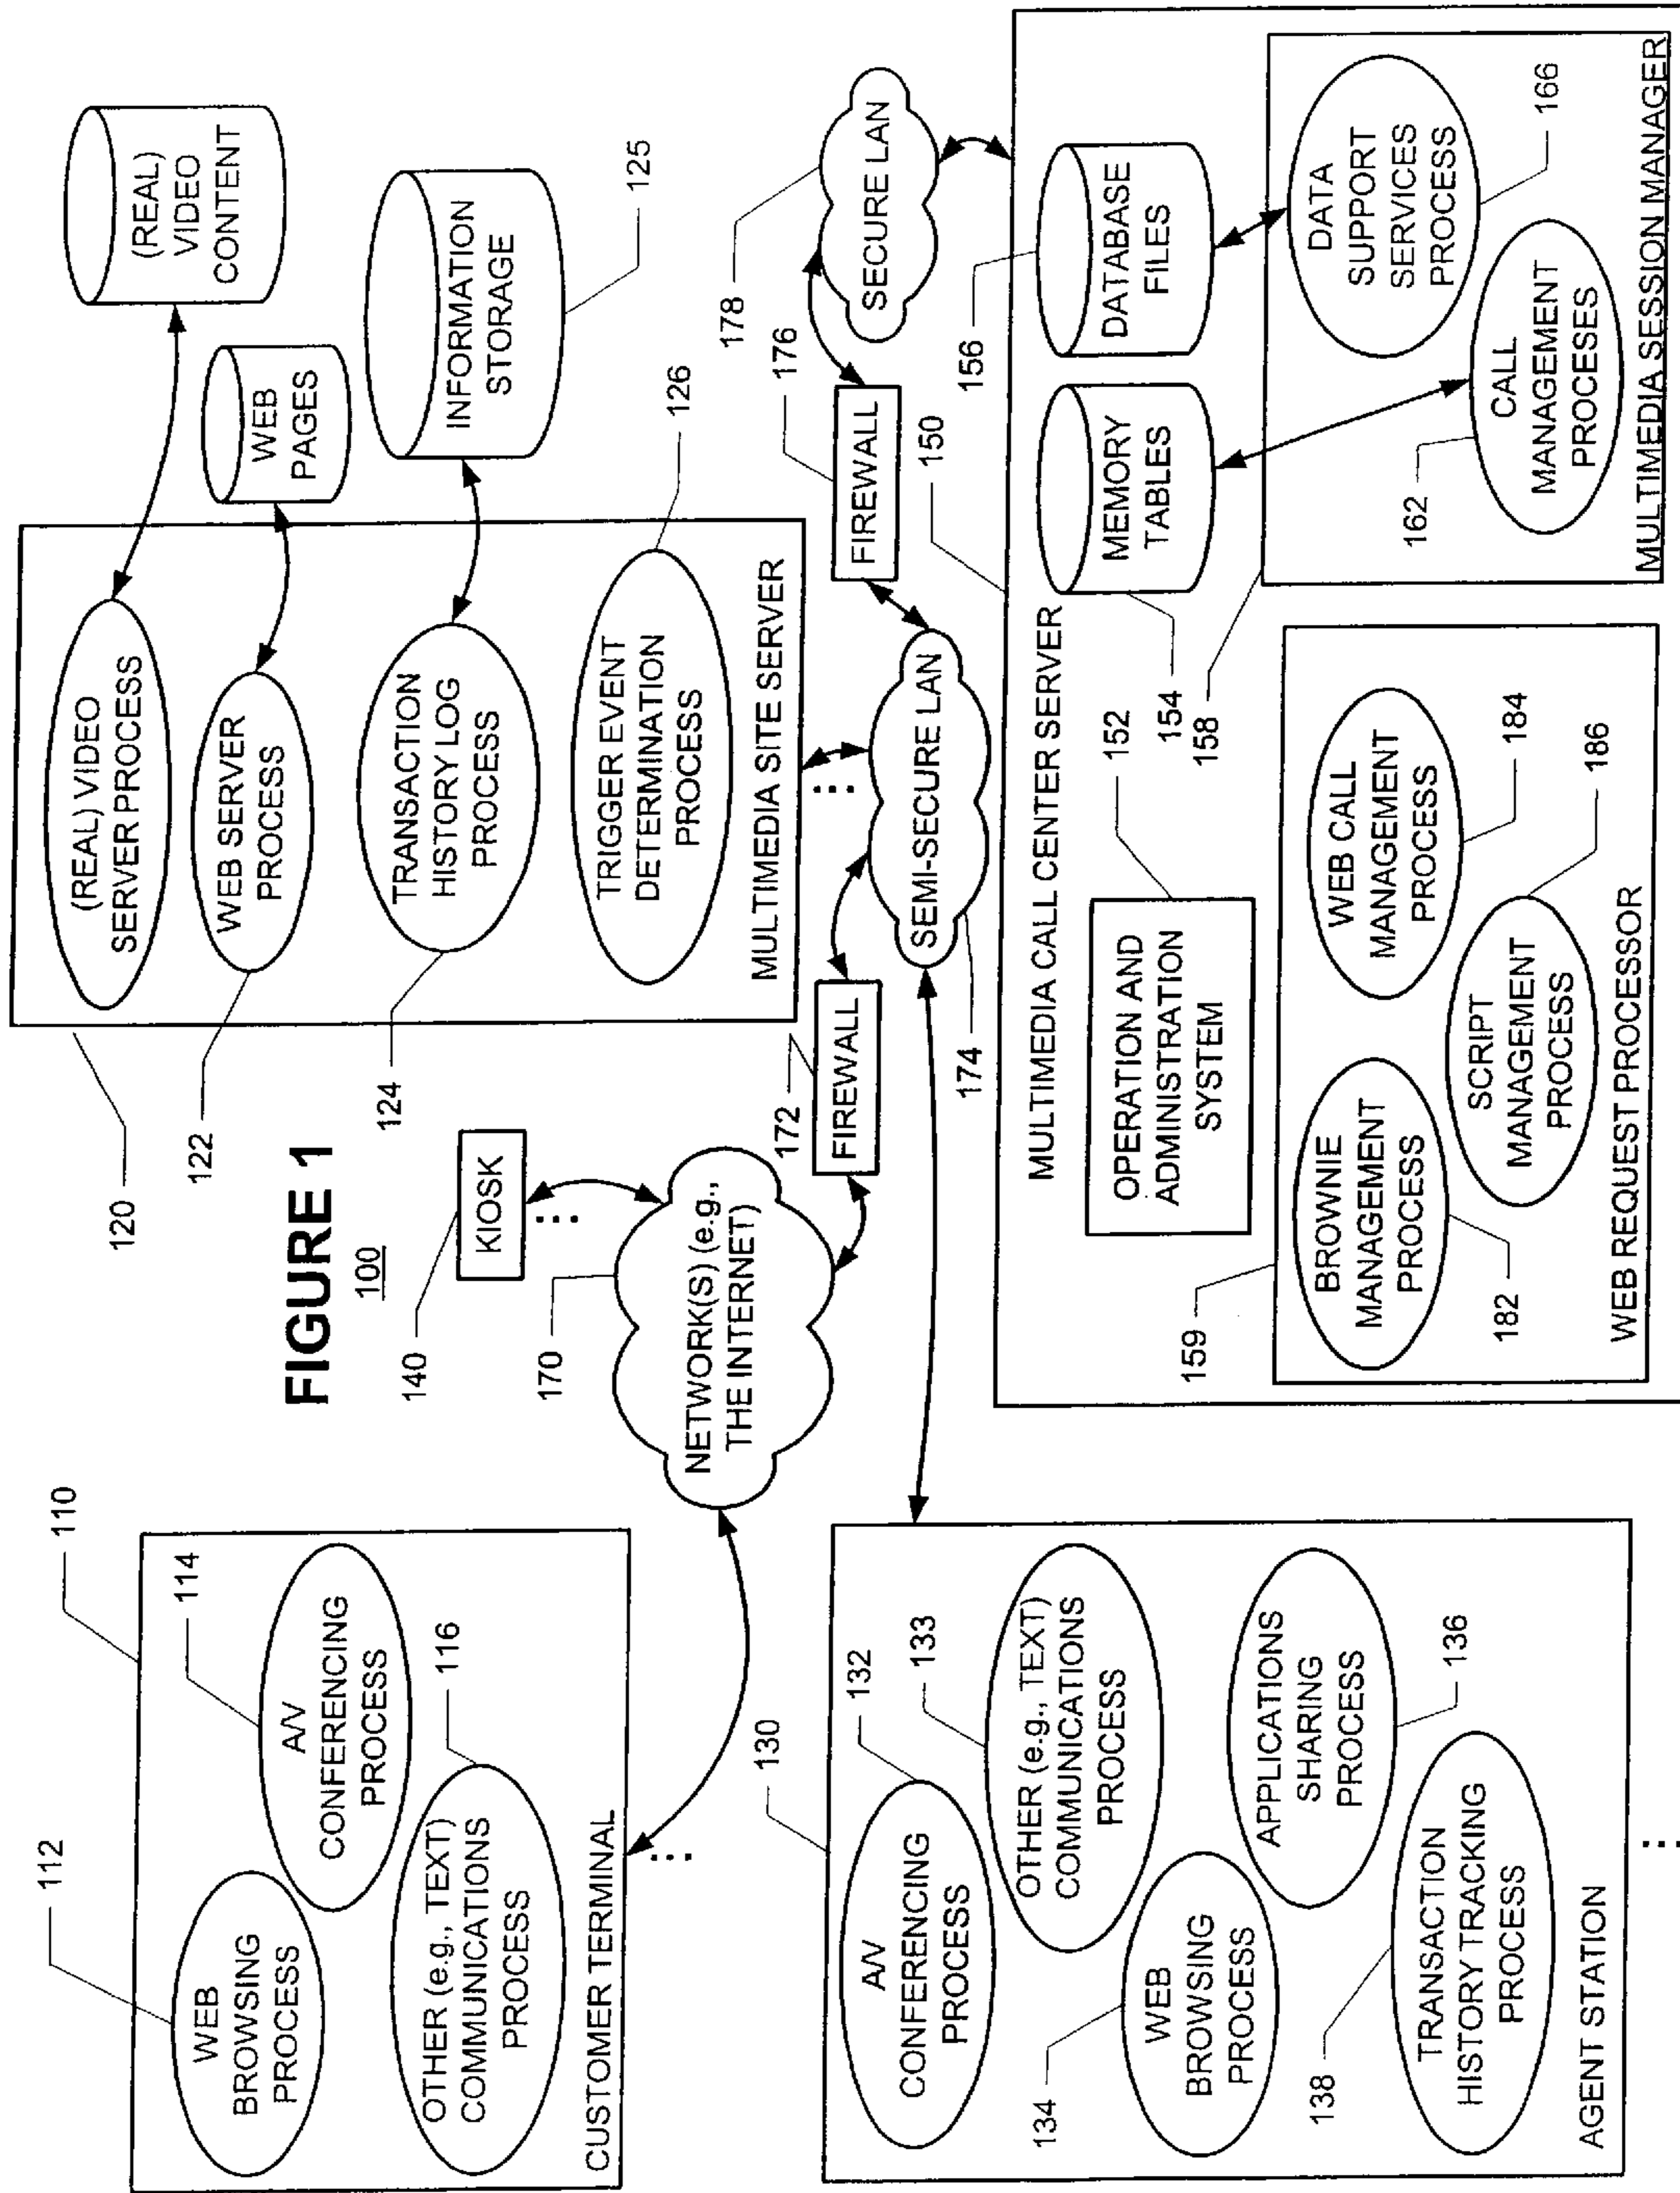 FIGURE 1
100
110
112
WEB
BROWSING
PROCESS
114
A/V
CONFERENCING
PROCESS
116
OTHER (e.g., TEXT)
COMMUNICATIONS
PROCESS
CUSTOMER TERMINAL
...
140
KIOSK
...
170
NETWORK(S) (e.g.,
THE INTERNET)
120
(REAL) VIDEO
SERVER PROCESS
122
WEB SERVER
PROCESS
124
TRANSACTION
HISTORY LOG
PROCESS
TRIGGER EVENT
DETERMINATION
PROCESS
126
MULTIMEDIA SITE SERVER
...
(REAL)
VIDEO
CONTENT
WEB
PAGES
INFORMATION
STORAGE
125
172
FIREWALL
SEMI-SECURE LAN
174
176
FIREWALL
178
SECURE LAN
130
132
A/V
CONFERENCING
PROCESS
133
OTHER (e.g., TEXT)
COMMUNICATIONS
PROCESS
134
WEB
BROWSING
PROCESS
APPLICATIONS
SHARING
PROCESS
136
138
TRANSACTION
HISTORY TRACKING
PROCESS
AGENT STATION
...
150
MULTIMEDIA CALL CENTER SERVER
OPERATION AND
ADMINISTRATION
SYSTEM
152
MEMORY
TABLES
154
156
DATABASE
FILES
158
159
BROWNIE
MANAGEMENT
PROCESS
182
WEB CALL
MANAGEMENT
PROCESS
184
SCRIPT
MANAGEMENT
PROCESS
186
WEB REQUEST PROCESSOR
DATA
SUPPORT
SERVICES
PROCESS
166
162
CALL
MANAGEMENT
PROCESSES
MULTIMEDIA SESSION MANAGER